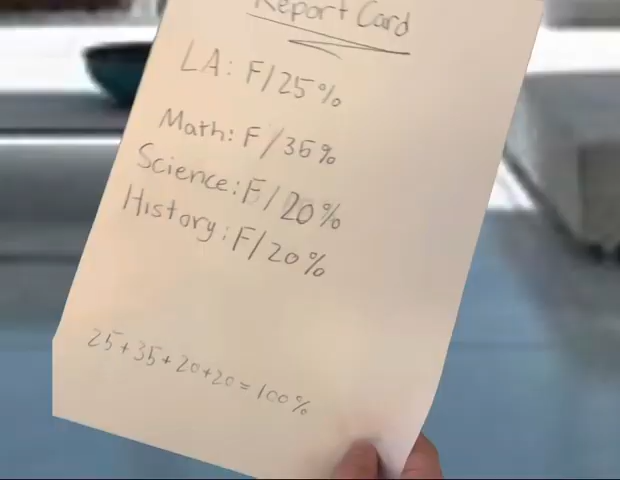 Report Card
LA: F/25%
Math: F/35%
Science: F/20%
History: F/20%
25+35+20+20=100%